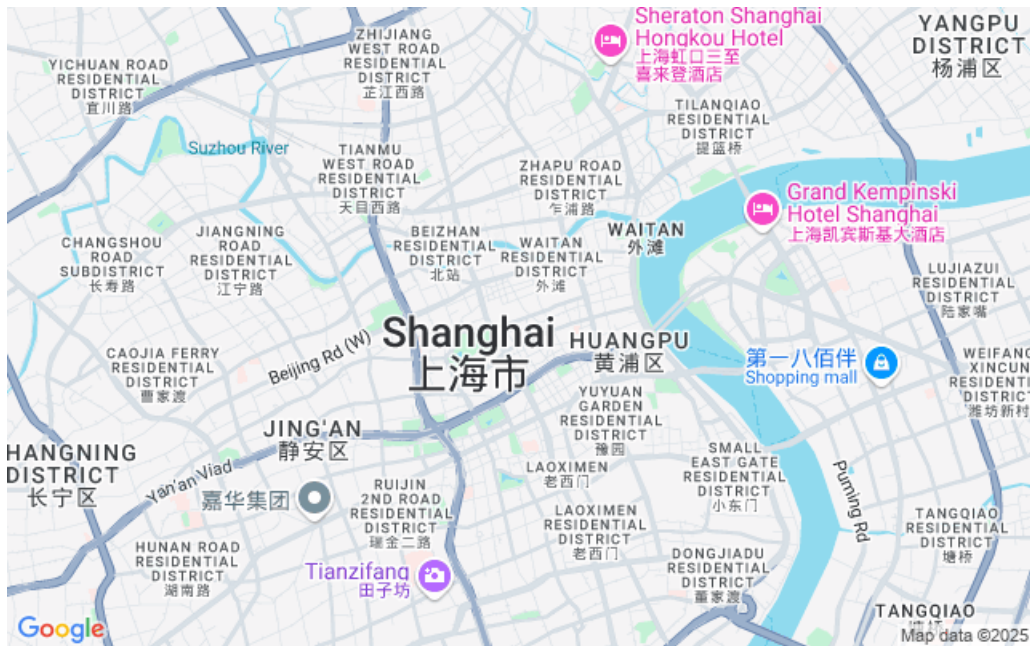 Sheraton Shanghai
Hongkou Hotel
上海虹口三至
喜来登酒店
YANGPU
DISTRICT
杨浦区
ZHIJIANG
WEST ROAD
RESIDENTIAL
DISTRICT
芷江西路
YICHUAN ROAD
RESIDENTIAL
DISTRICT
宜川路
TILANQIAO
RESIDENTIAL
DISTRICT
提篮桥
Suzhou River
TIANMU
WEST ROAD
RESIDENTIAL
DISTRICT
天目西路
ZHAPU ROAD
RESIDENTIAL
DISTRICT
乍浦路
Grand Kempinski
Hotel Shanghai
上海凯宾斯基大酒店
CHANGSHOU
ROAD
SUBDISTRICT
长寿路
JIANGNING
ROAD
RESIDENTIAL
DISTRICT
江宁路
BEIZHAN
RESIDENTIAL
DISTRICT
北站
WAITAN
RESIDENTIAL
DISTRICT
外滩
WAITAN
外滩
LUJIAZUI
RESIDENTIAL
DISTRICT
陆家嘴
Shanghai
上海市
HUANGPU
黄浦区
Beijing Rd (W)
CAOJIA FERRY
RESIDENTIAL
DISTRICT
曹家渡
第一八佰伴
Shopping mall
WEIFANG
XINCUN
RESIDENTI
DISTRICT
潍坊新村
YUYUAN
GARDEN
RESIDENTIAL
DISTRICT
豫园
JING'AN
静安区
HANGNING
DISTRICT
长宁区
Yan'an Viad
嘉华集团
RUIJIN
2ND ROAD
RESIDENTIAL
DISTRICT
瑞金二路
LAOXIMEN
老西门
SMALL
EAST GATE
RESIDENTIAL
DISTRICT
小东门
Puming Rd
LAOXIMEN
RESIDENTIAL
DISTRICT
老西门
TANGQIAO
RESIDENTIAL
DISTRICT
塘桥
HUNAN ROAD
RESIDENTIAL
DISTRICT
湖南路
Tianzifang
田子坊
DONGJIADU
RESIDENTIAL
DISTRICT
董家渡
TANGQIAO
Google
Map data ©2025